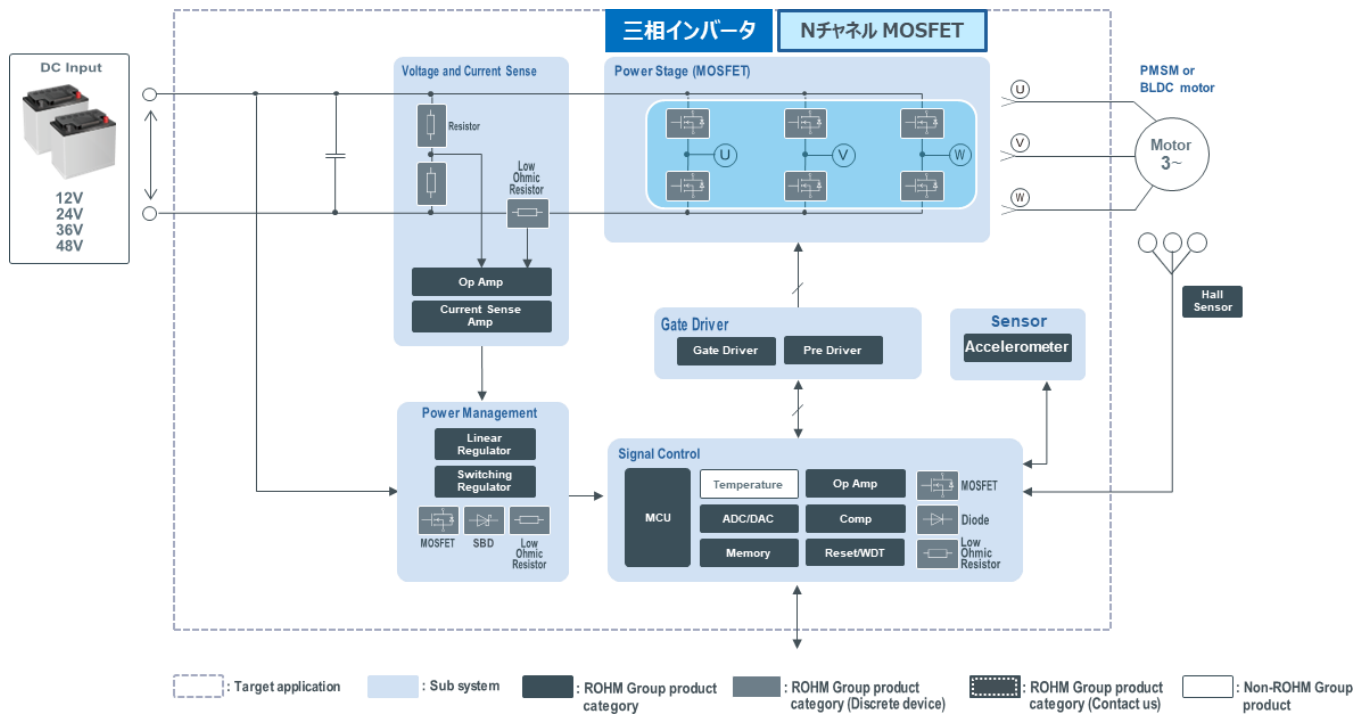 三相インバータ
Nチャネル MOSFET
DC Input
12V
24V
36V
48V
Voltage and Current Sense
Resistor
Low
Ohmic
Resistor
Op Amp
Current Sense
Amp
Power Stage (MOSFET)
U
V
W
U
V
W
PMSM or
BLDC motor
Motor
3~
Hall
Sensor
Gate Driver
Gate Driver
Pre Driver
Sensor
Accelerometer
Power Management
Linear
Regulator
Switching
Regulator
MOSFET
SBD
Low
Ohmic
Resistor
Signal Control
MCU
Temperature
Op Amp
MOSFET
ADC/DAC
Comp
Diode
Memory
Reset/WDT
Low
Ohmic
Resistor
: Target application
: Sub system
: ROHM Group product
category
: ROHM Group product
category (Discrete device)
: ROHM Group product
category (Contact us)
: Non-ROHM Group
product